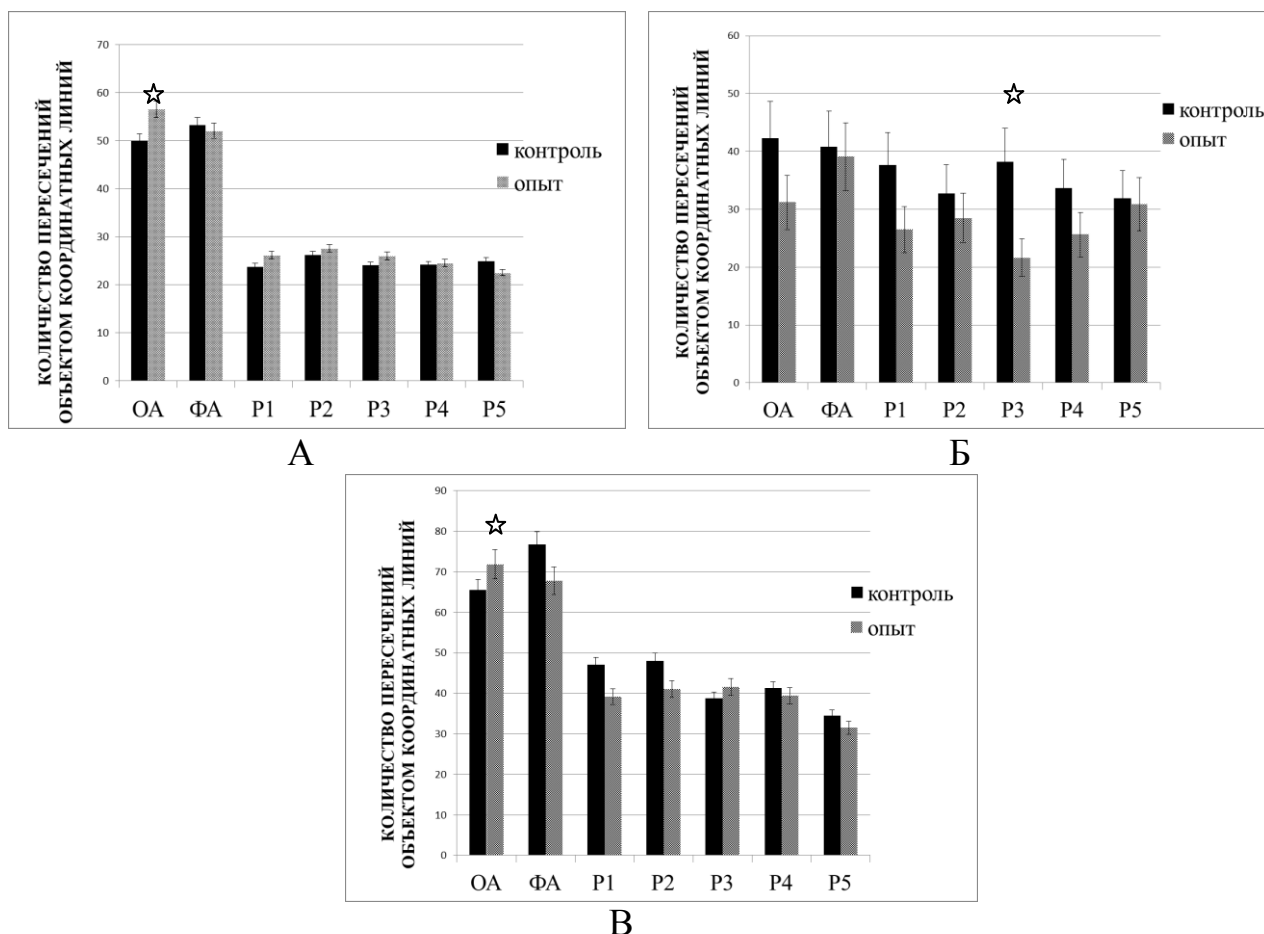 КОЛИЧЕСТВО ПЕРЕСЕЧЕНИЙ
ОБЪЕКТОМ КООРДИНАТНЫХ ЛИНИЙ
70
60
50
40
30
20
10
0
контроль
опыт
ОА ФА Р1 Р2 Р3 Р4 Р5
А
КОЛИЧЕСТВО ПЕРЕСЕЧЕНИЙ
ОБЪЕКТОМ КООРДИНАТНЫХ ЛИНИЙ
60
50
40
30
20
10
0
контроль
опыт
ОА ФА Р1 Р2 Р3 Р4 Р5
Б
КОЛИЧЕСТВО ПЕРЕСЕЧЕНИЙ
ОБЪЕКТОМ КООРДИНАТНЫХ ЛИНИЙ
90
80
70
60
50
40
30
20
10
0
контроль
опыт
ОА ФА Р1 Р2 Р3 Р4 Р5
В